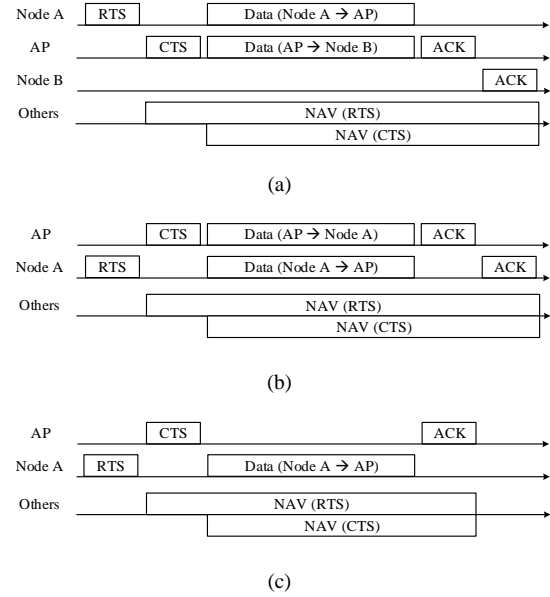 Node A RTS Data (Node A → AP)
AP CTS Data (AP → Node B) ACK
Node B ACK
Others NAV (RTS)
NAV (CTS)
(a)
AP CTS Data (AP → Node A) ACK
Node A RTS Data (Node A → AP) ACK
Others NAV (RTS)
NAV (CTS)
(b)
AP CTS ACK
Node A RTS Data (Node A → AP)
Others NAV (RTS)
NAV (CTS)
(c)